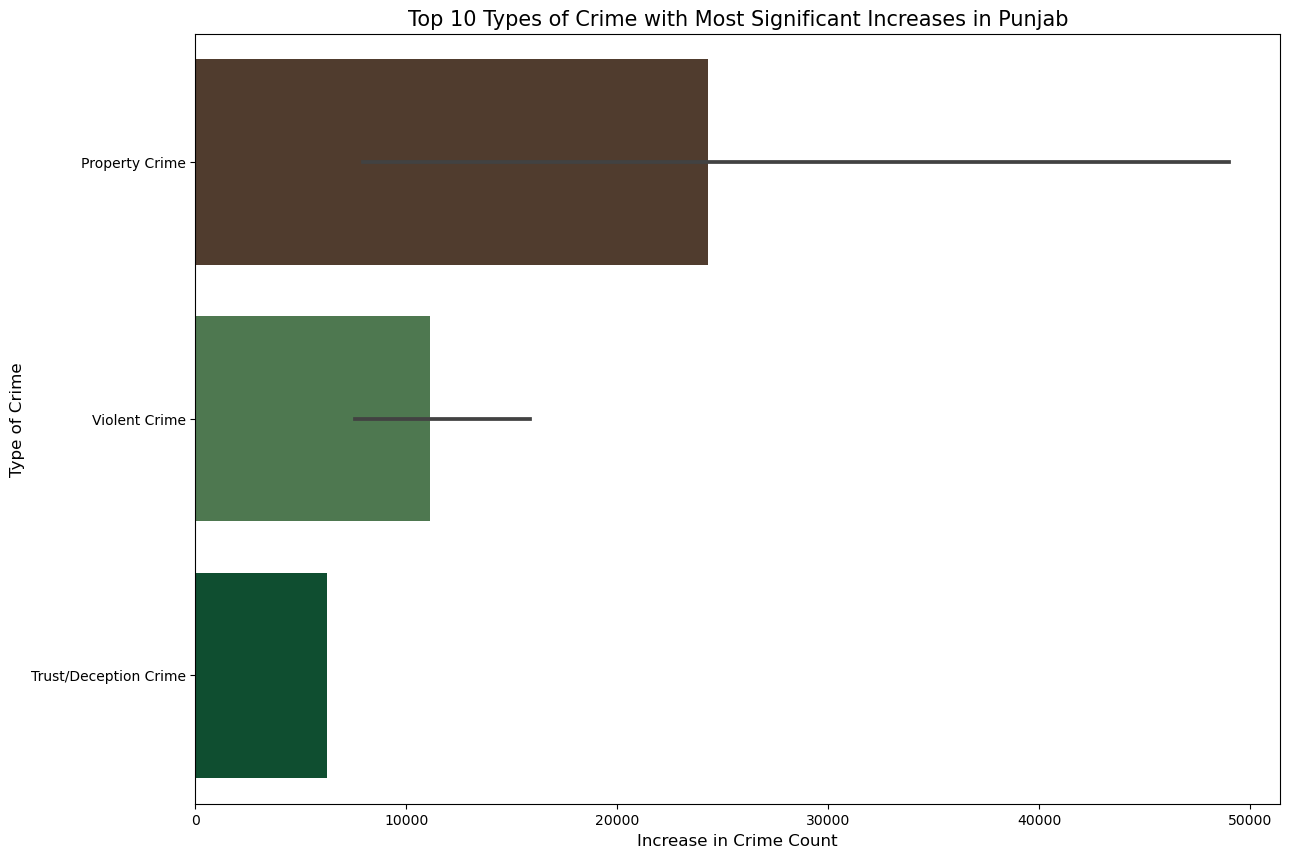 Top 10 Types of Crime with Most Significant Increases in Punjab
Type of Crime
Property Crime
Violent Crime
Trust/Deception Crime
0 10000 20000 30000 40000 50000
Increase in Crime Count